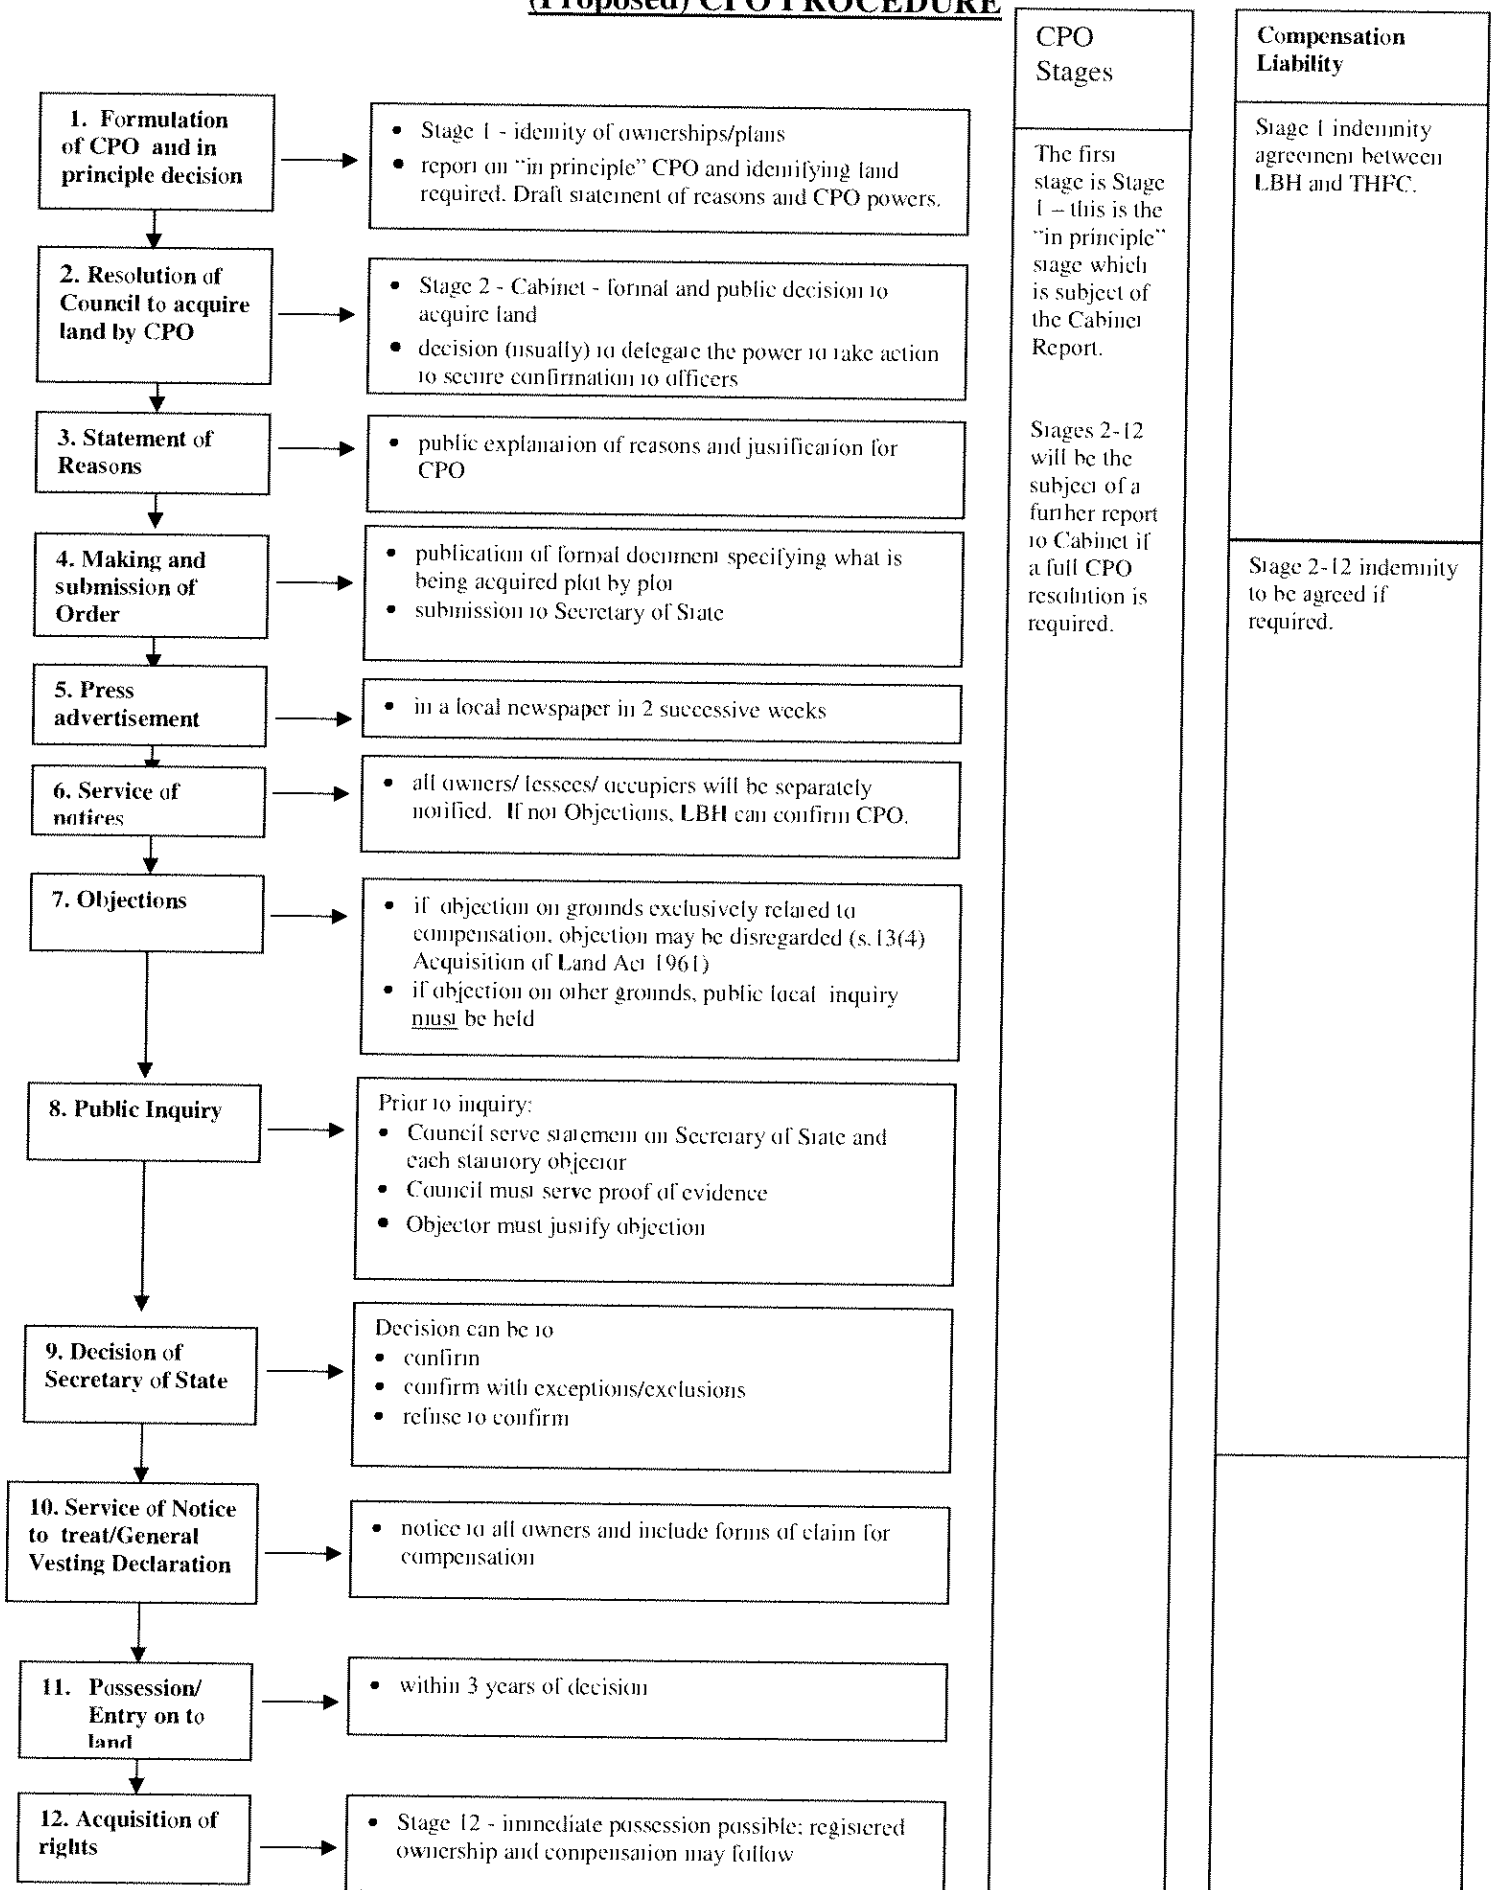 (Proposed) CPO PROCEDURE
1. Formulation
of CPO and in
principle decision
• Stage 1 - identity of ownerships/plans
• report on “in principle” CPO and identifying land
required. Draft statement of reasons and CPO powers.
2. Resolution of
Council to acquire
land by CPO
• Stage 2 - Cabinet - formal and public decision to
acquire land
• decision (usually) to delegate the power to take action
to secure confirmation to officers
3. Statement of
Reasons
• public explanation of reasons and justification for
CPO
4. Making and
submission of
Order
• publication of formal document specifying what is
being acquired plot by plot
• submission to Secretary of State
5. Press
advertisement
• in a local newspaper in 2 successive weeks
6. Service of
notices
• all owners/ lessees/ occupiers will be separately
notified. If not Objections, LBH can confirm CPO.
7. Objections
• if objection on grounds exclusively related to
compensation, objection may be disregarded (s.13(4)
Acquisition of Land Act 1961)
• if objection on other grounds, public local inquiry
must be held
8. Public Inquiry
Prior to inquiry:
• Council serve statement on Secretary of State and
each statutory objector
• Council must serve proof of evidence
• Objector must justify objection
9. Decision of
Secretary of State
Decision can be to
• confirm
• confirm with exceptions/exclusions
• refuse to confirm
10. Service of Notice
to treat/General
Vesting Declaration
• notice to all owners and include forms of claim for
compensation
11. Possession/
Entry on to
land
• within 3 years of decision
12. Acquisition of
rights
• Stage 12 - immediate possession possible; registered
ownership and compensation may follow
CPO
Stages
The first
stage is Stage
1 – this is the
“in principle”
stage which
is subject of
the Cabinet
Report.
Stages 2-12
will be the
subject of a
further report
to Cabinet if
a full CPO
resolution is
required.
Compensation
Liability
Stage 1 indemnity
agreement between
LBH and THFC.
Stage 2-12 indemnity
to be agreed if
required.